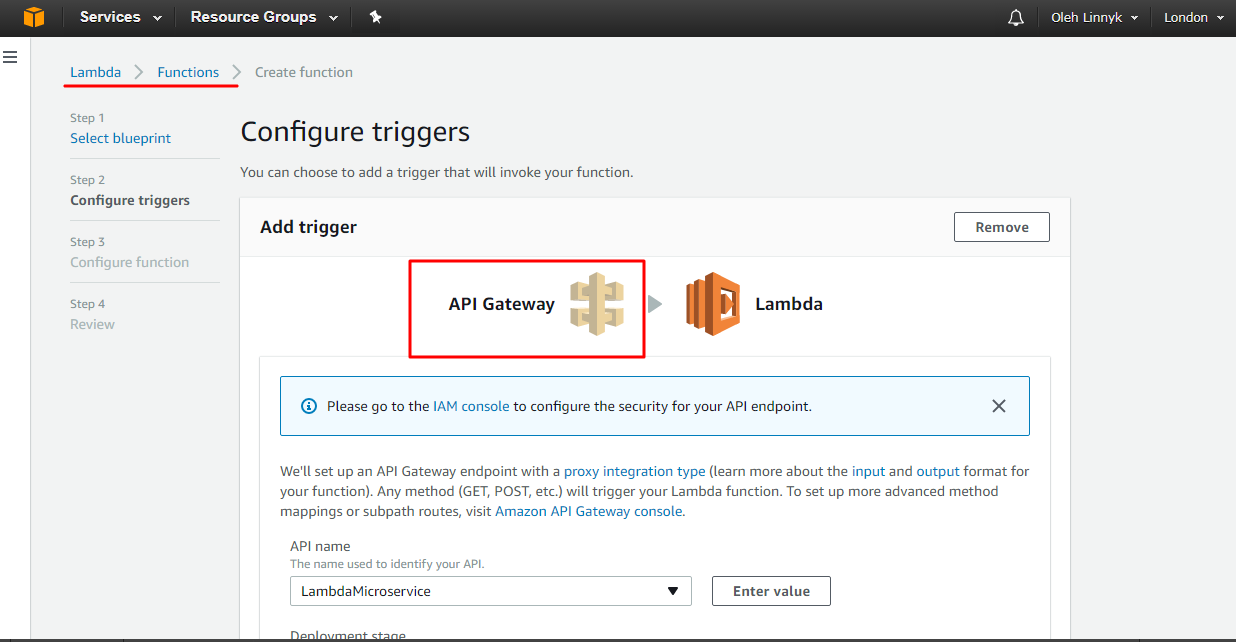 Services Resource Groups Oleh Linnyk London
Lambda Functions Create function
Step 1
Select blueprint
Step 2
Configure triggers
Step 3
Configure function
Step 4
Review
Configure triggers
You can choose to add a trigger that will invoke your function.
Add trigger
Remove
API Gateway Lambda
Please go to the IAM console to configure the security for your API endpoint.
We'll set up an API Gateway endpoint with a proxy integration type (learn more about the input and output format for
your function). Any method (GET, POST, etc.) will trigger your Lambda function. To set up more advanced method
mappings or subpath routes, visit Amazon API Gateway console.
API name
The name used to identify your API.
LambdaMicroservice Enter value
Deployment stage